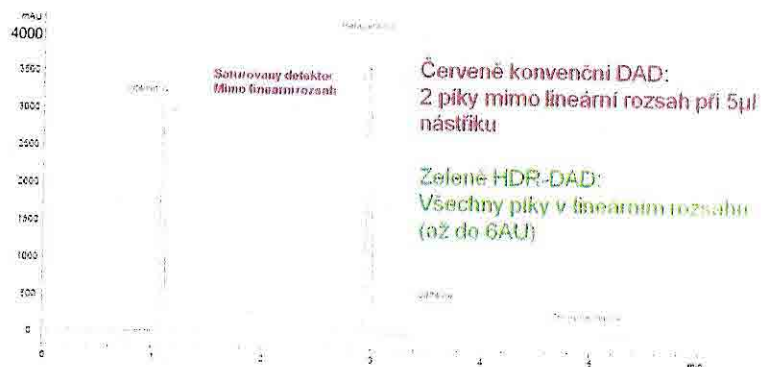 mAU
4000
3500
3000
2500
2000
1500
1000
500
0
Saturovaný detektor
Mimo lineární rozsah
Červeně konvenční DAD:
2 píky mimo lineární rozsah při 5µl
nástřiku
Zeleně HDR-DAD:
Všechny píky v lineárním rozsahu
(až do 6AU)
0
1
2
3
4
5
min